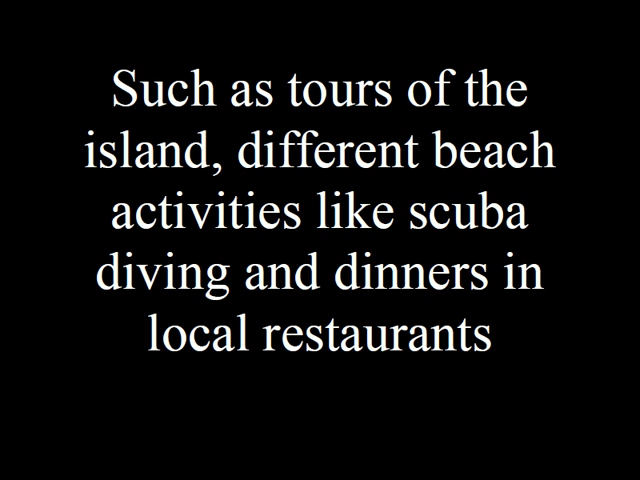 Such as tours of the
island, different beach
activities like scuba
diving and dinners in
local restaurants